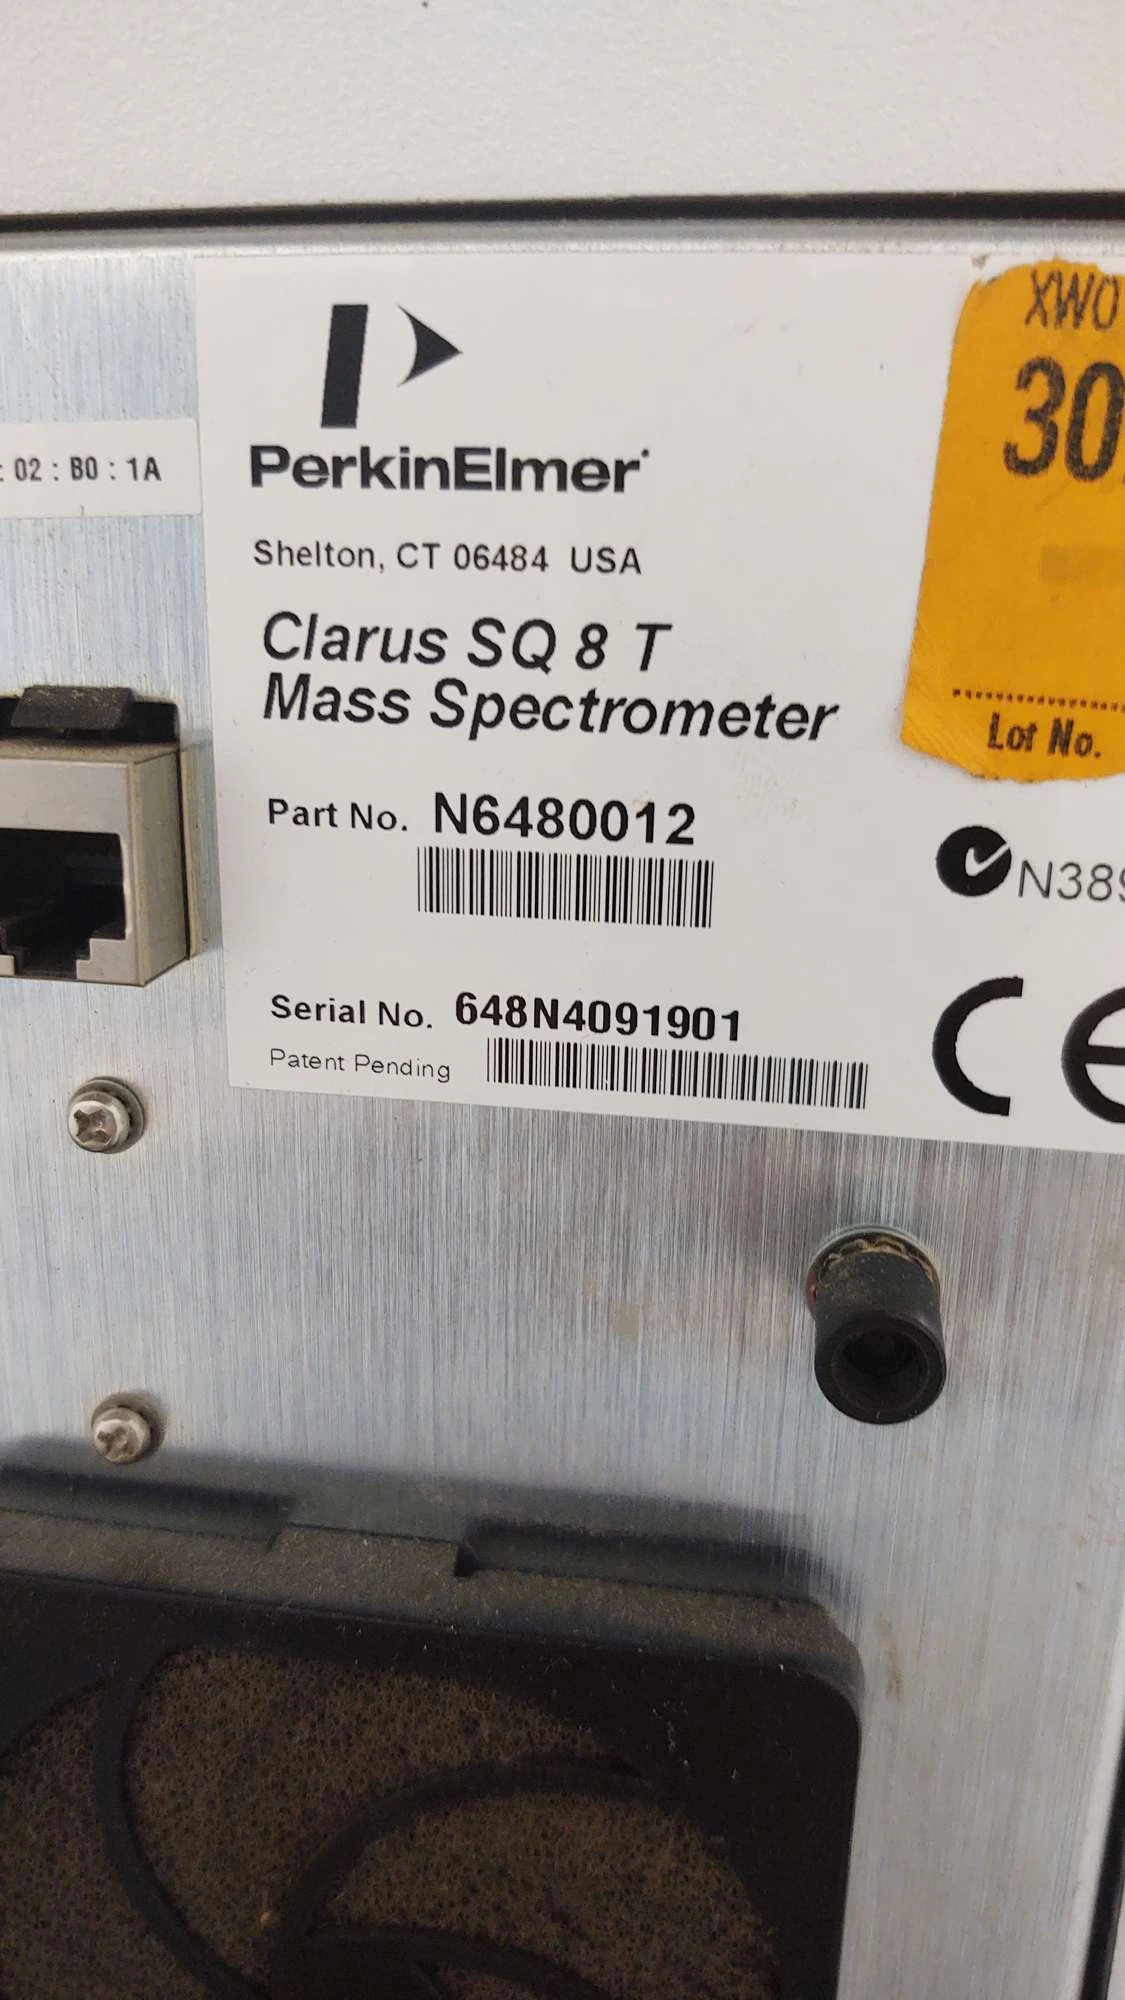 XWO
30
: 02 : B0 : 1A
PerkinElmer
Shelton, CT 06484 USA
Clarus SQ 8 T
Mass Spectrometer
Lot No.
Part No. N6480012
N389
Serial No. 648N4091901
Patent Pending
CE